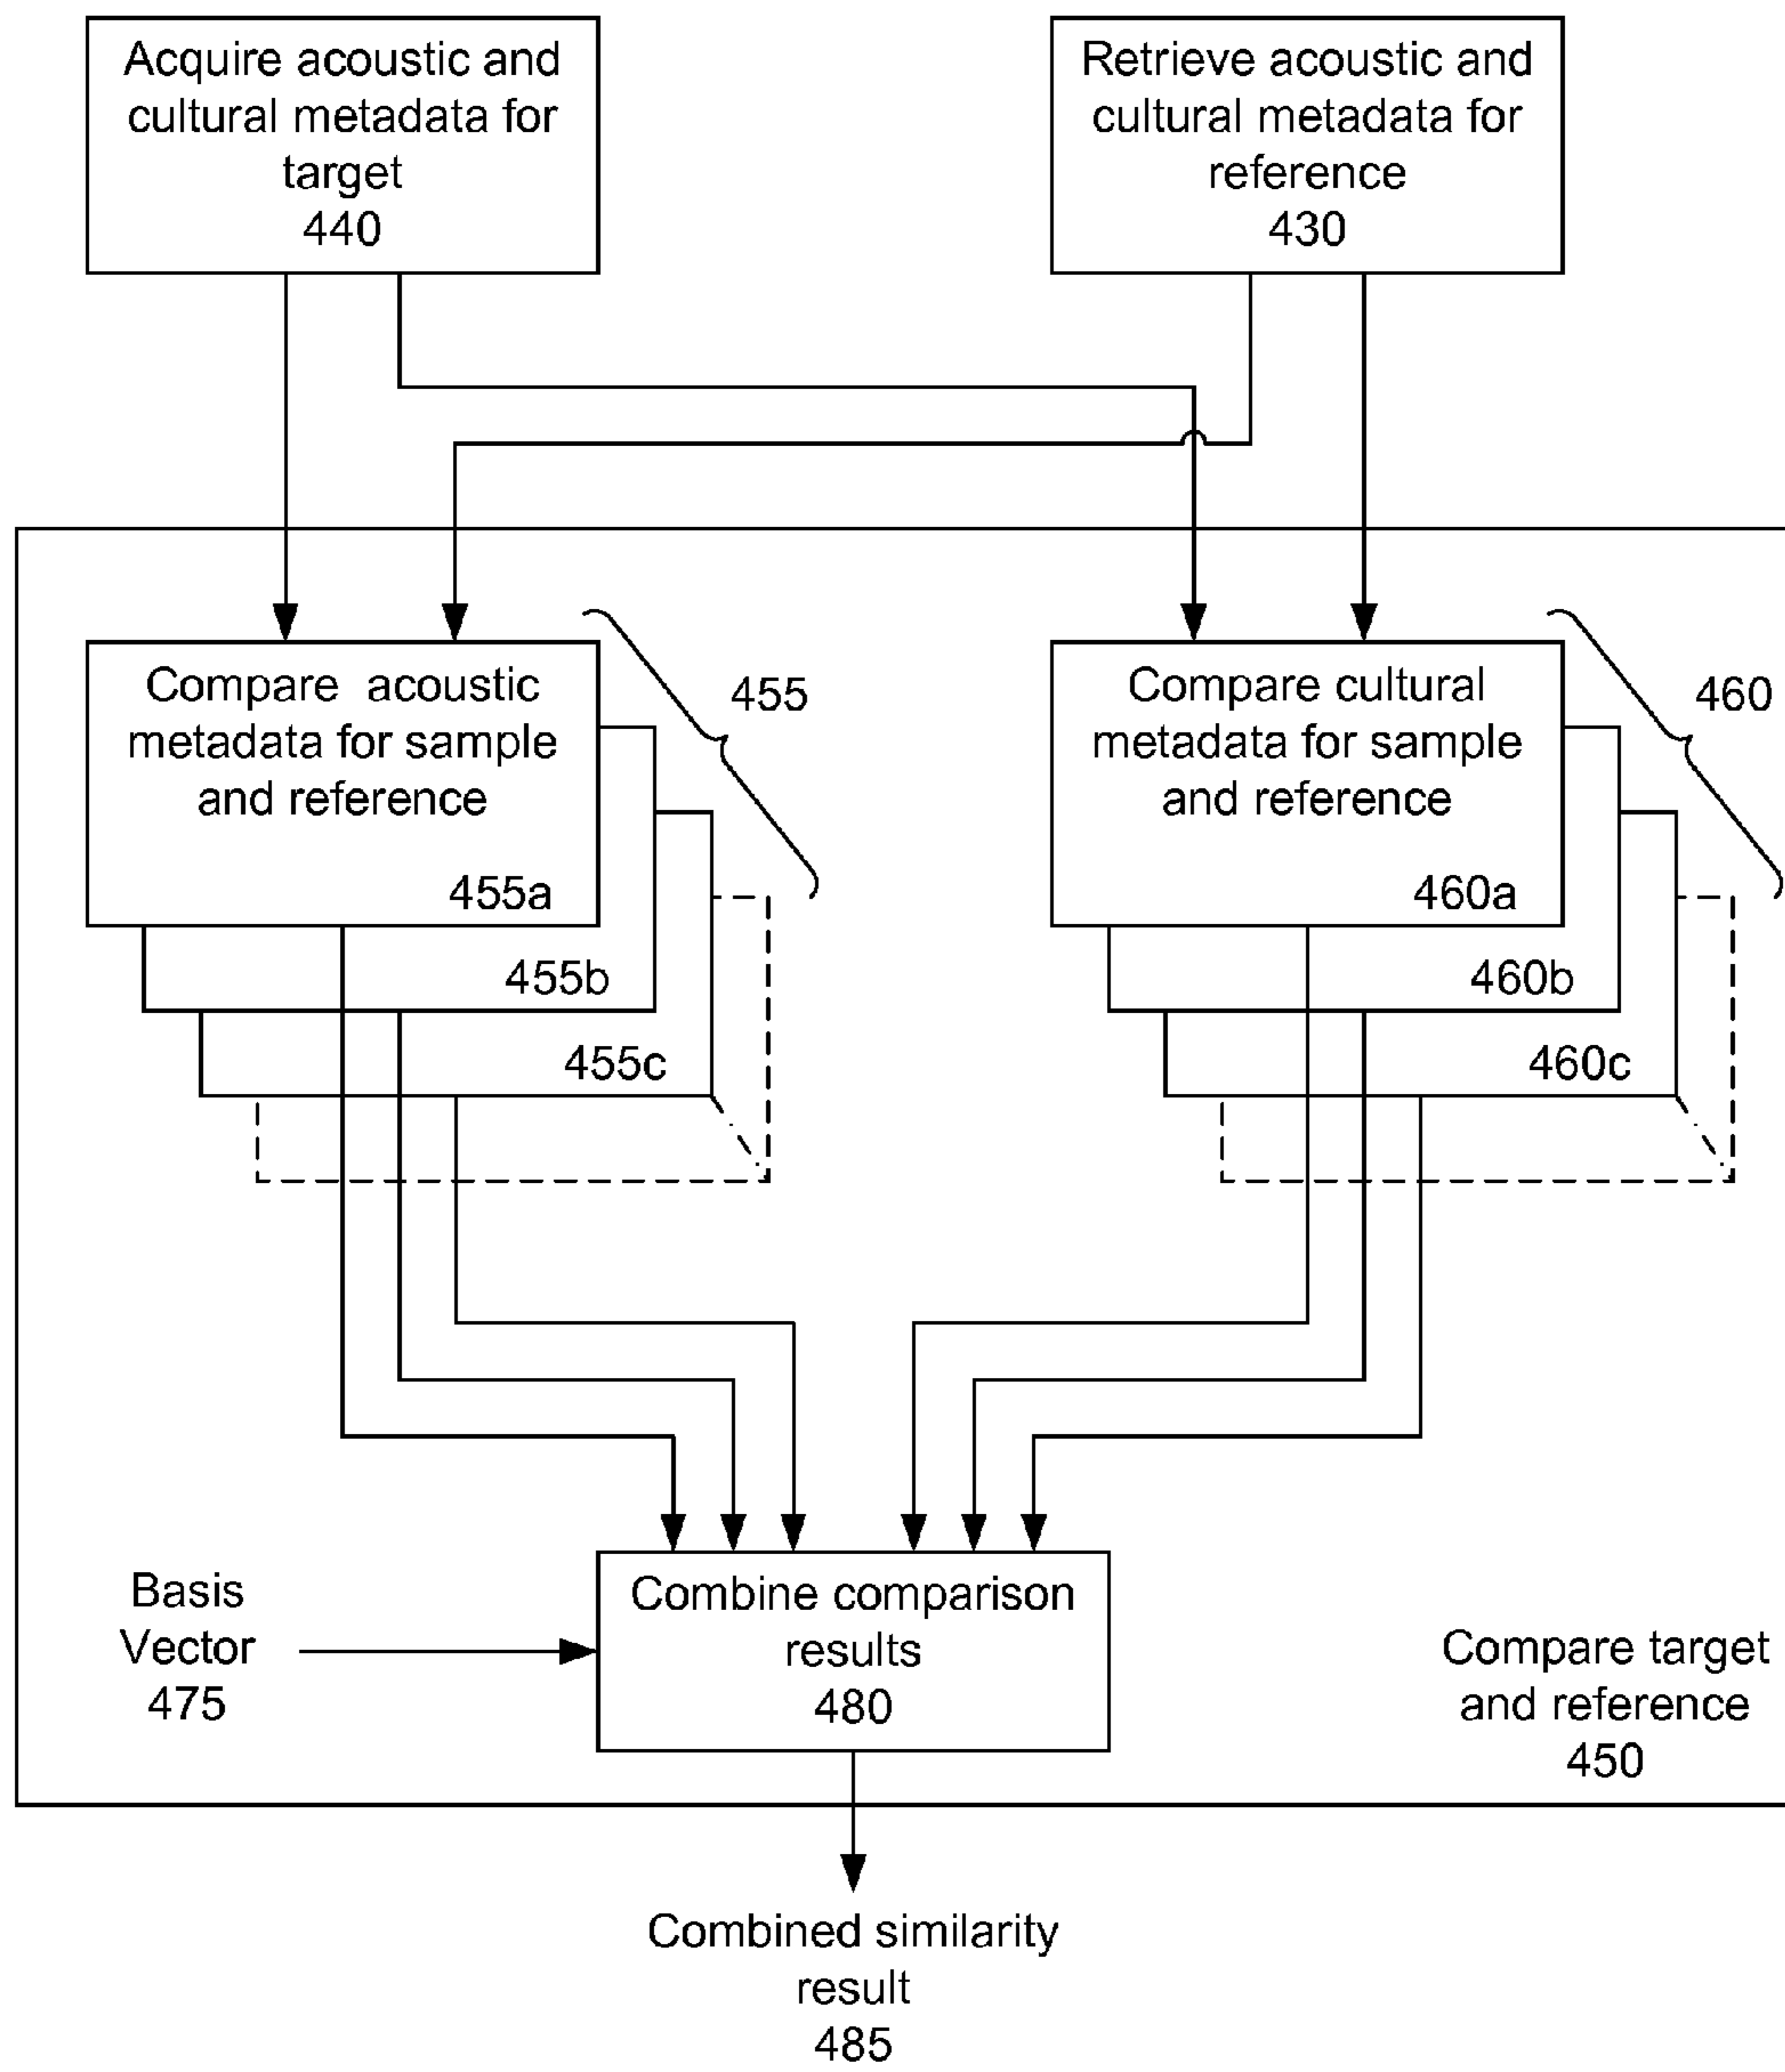 Acquire acoustic and
cultural metadata for
target
440
Retrieve acoustic and
cultural metadata for
reference
430
Compare acoustic
metadata for sample
and reference
455a
455b
455c
455
Compare cultural
metadata for sample
and reference
460a
460b
460c
460
Basis
Vector
475
Combine comparison
results
480
Compare target
and reference
450
Combined similarity
result
485